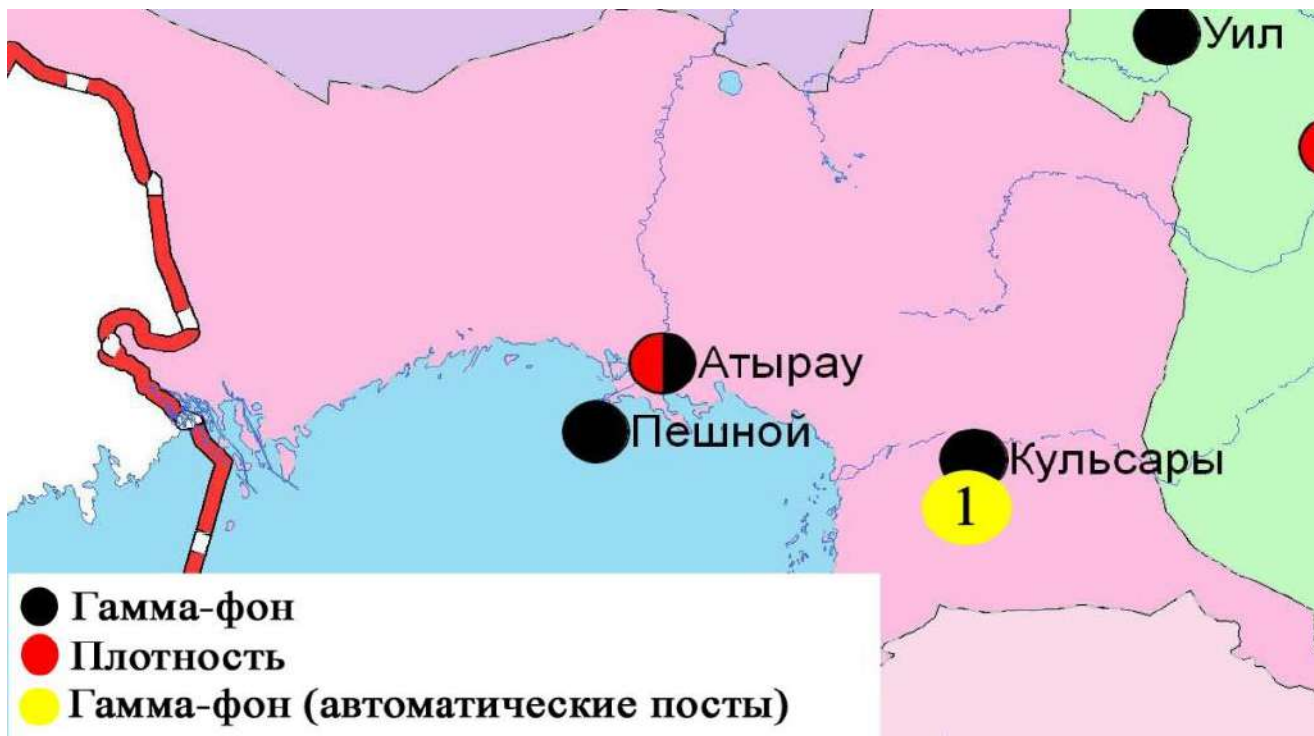 Уил
Атырау
Пешной
Кульсары
1
Гамма-фон
Плотность
Гамма-фон (автоматические посты)